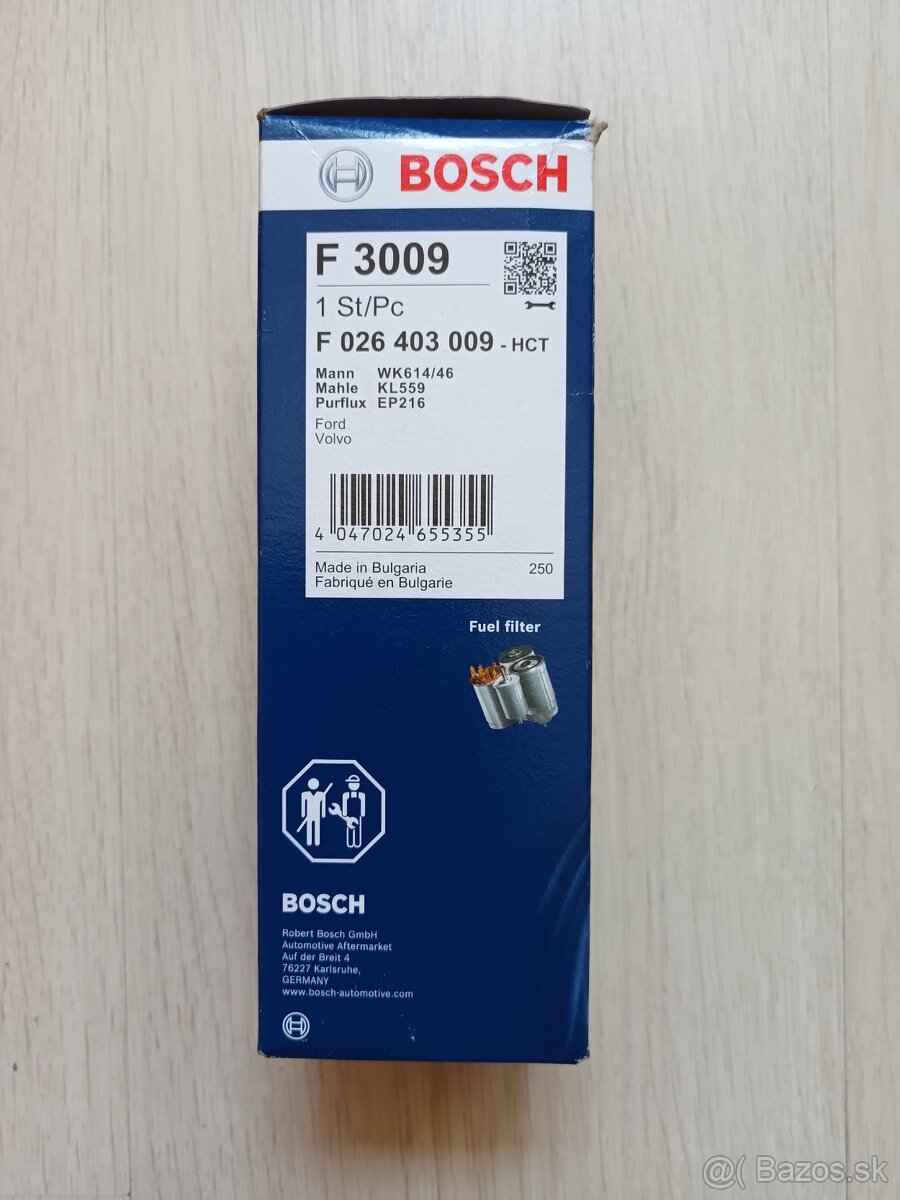 BOSCH
F 3009
1 St/Pc
F 026 403 009 - HCT
Mann WK614/46
Mahle KL559
Purflux EP216
Ford
Volvo
4 047024 655355
Made in Bulgaria 250
Fabriqué en Bulgarie
Fuel filter
BOSCH
Robert Bosch GmbH
Automotive Aftermarket
Auf der Breit 4
76227 Karlsruhe,
GERMANY
www.bosch-automotive.com
@( Bazos.sk